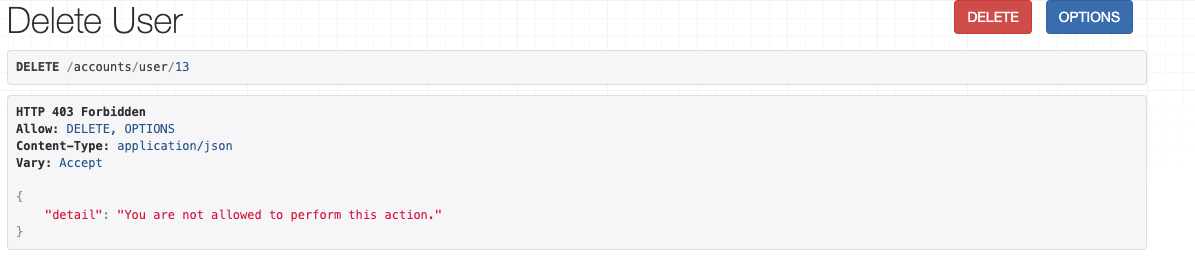 Delete User
DELETE
OPTIONS
DELETE /accounts/user/13
HTTP 403 Forbidden
Allow: DELETE, OPTIONS
Content-Type: application/json
Vary: Accept
{
    "detail": "You are not allowed to perform this action."
}